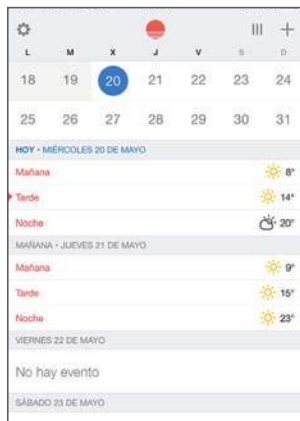 L M X J V S D
18 19 20 21 22 23 24
25 26 27 28 29 30 31
HOY • MIÉRCOLES 20 DE MAYO
Mañana 8°
Tarde 14°
Noche 20°
MAÑANA • JUEVES 21 DE MAYO
Mañana 9°
Tarde 15°
Noche 23°
VIERNES 22 DE MAYO
No hay evento
SÁBADO 23 DE MAYO